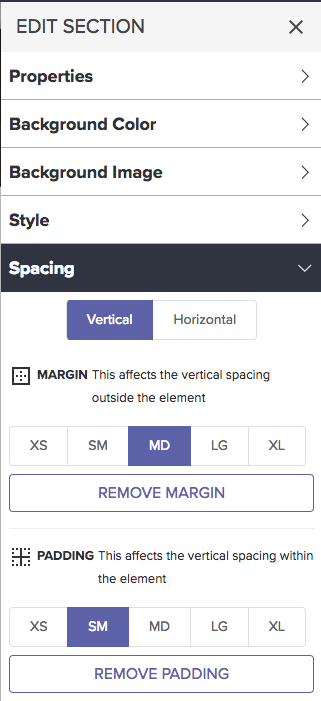 EDIT SECTION
Properties
Background Color
Background Image
Style
Spacing
Vertical Horizontal
MARGIN This affects the vertical spacing
outside the element
XS SM MD LG XL
REMOVE MARGIN
PADDING This affects the vertical spacing within
the element
XS SM MD LG XL
REMOVE PADDING